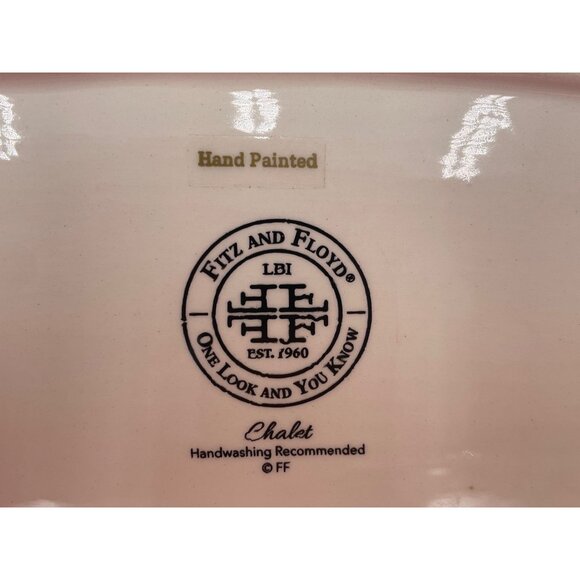 Hand Painted
FITZ AND FLOYD®
LBI
EST. 1960
ONE LOOK AND YOU KNOW
Chalet
Handwashing Recommended
© FF